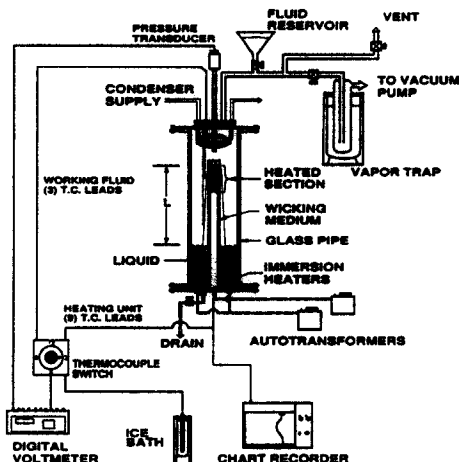 PRESSURE
TRANSDUCER
FLUID
RESERVOIR
VENT
CONDENSER
SUPPLY
TO VACUUM
PUMP
VAPOR TRAP
WORKING FLUID
(3) T.C. LEADS
L
HEATED
SECTION
WICKING
MEDIUM
GLASS PIPE
LIQUID
IMMERSION
HEATERS
HEATING UNIT
(9) T.C. LEADS
DRAIN
AUTOTRANSFORMERS
THERMOCOUPLE
SWITCH
DIGITAL
VOLTMETER
ICE
BATH
CHART RECORDER